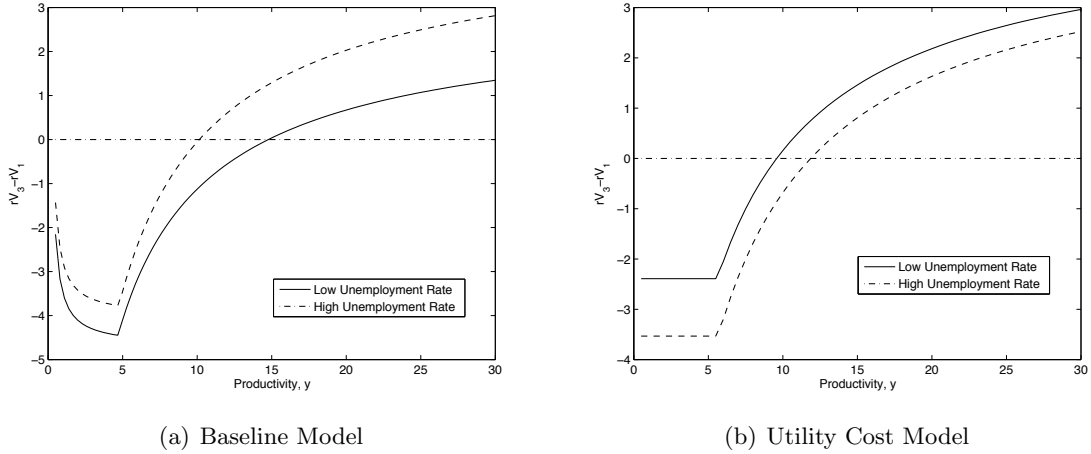 3
2
1
0
−1
−2
−3
−4
−5
rV3−rV1
0 5 10 15 20 25 30
Productivity, y
Low Unemployment Rate
High Unemployment Rate
(a) Baseline Model
3
2
1
0
−1
−2
−3
−4
rV3−rV1
0 5 10 15 20 25 30
Productivity, y
Low Unemployment Rate
High Unemployment Rate
(b) Utility Cost Model